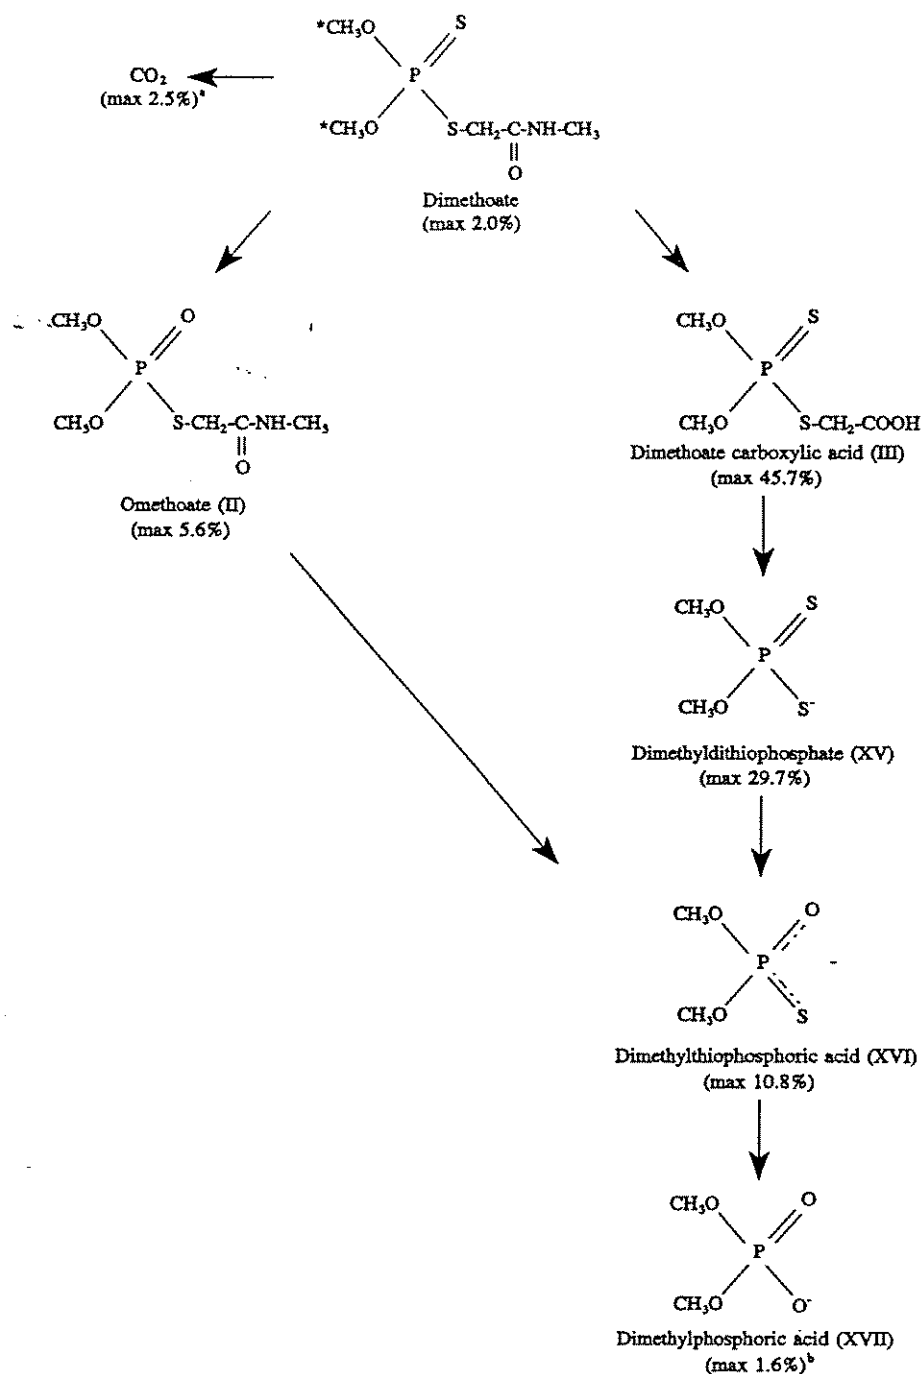 *CH₃O S
P
*CH₃O S-CH₂-C-NH-CH₃
O
CO₂
(max 2.5%)ᵃ
Dimethoate
(max 2.0%)
CH₃O O
P
CH₃O S-CH₂-C-NH-CH₃
O
Omethoate (II)
(max 5.6%)
CH₃O S
P
CH₃O S-CH₂-COOH
Dimethoate carboxylic acid (III)
(max 45.7%)
CH₃O S
P
CH₃O S⁻
Dimethyldithiophosphate (XV)
(max 29.7%)
CH₃O O
P -
CH₃O S
Dimethylthiophosphoric acid (XVI)
(max 10.8%)
CH₃O O
P
CH₃O O⁻
Dimethylphosphoric acid (XVII)
(max 1.6%)ᵇ